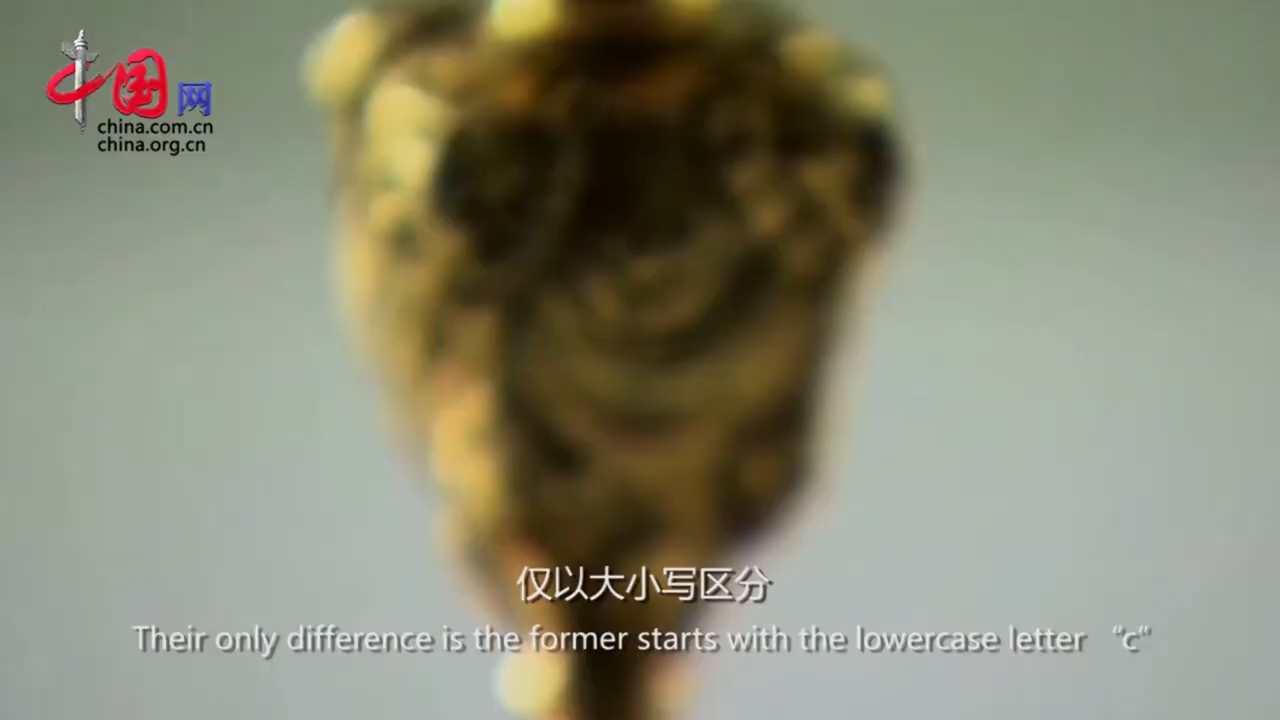 中国网
china.com.cn
china.org.cn
仅以大小写区分
Their only difference is the former starts with the lowercase letter “c”